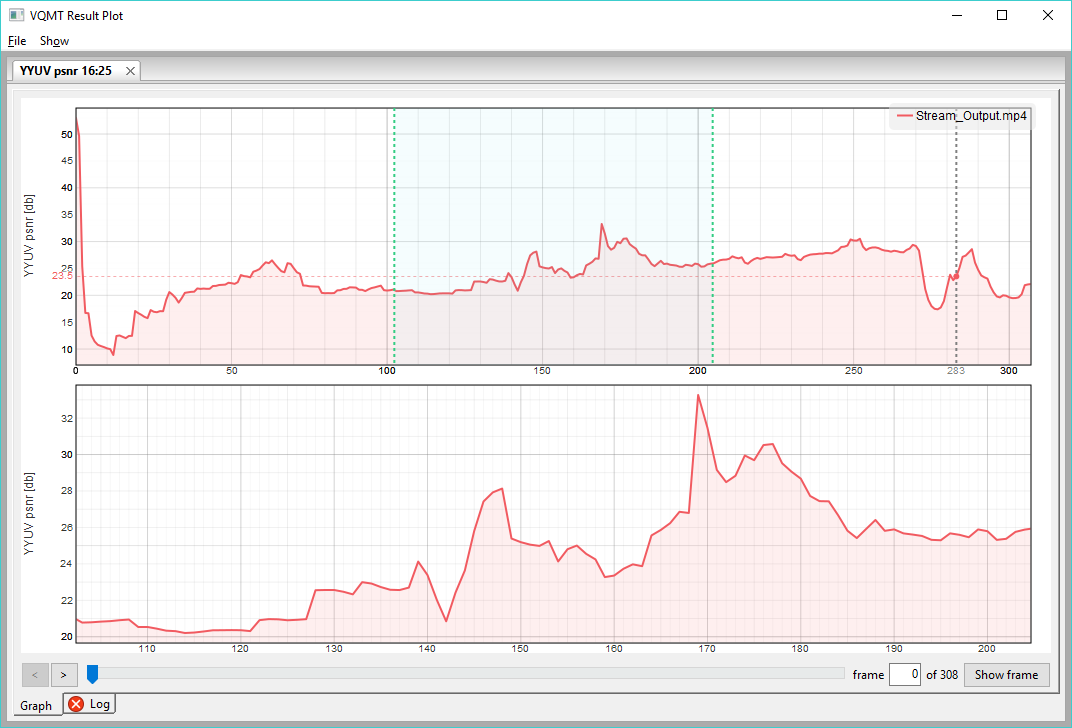 VQMT Result Plot
File Show
YYUV psnr 16:25
Stream_Output.mp4
YYUV psnr [db]
50
45
40
35
30
25
23.5
20
15
10
0 50 100 150 200 250 283 300
YYUV psnr [db]
32
30
28
26
24
22
20
110 120 130 140 150 160 170 180 190 200
< > frame 0 of 308 Show frame
Graph Log